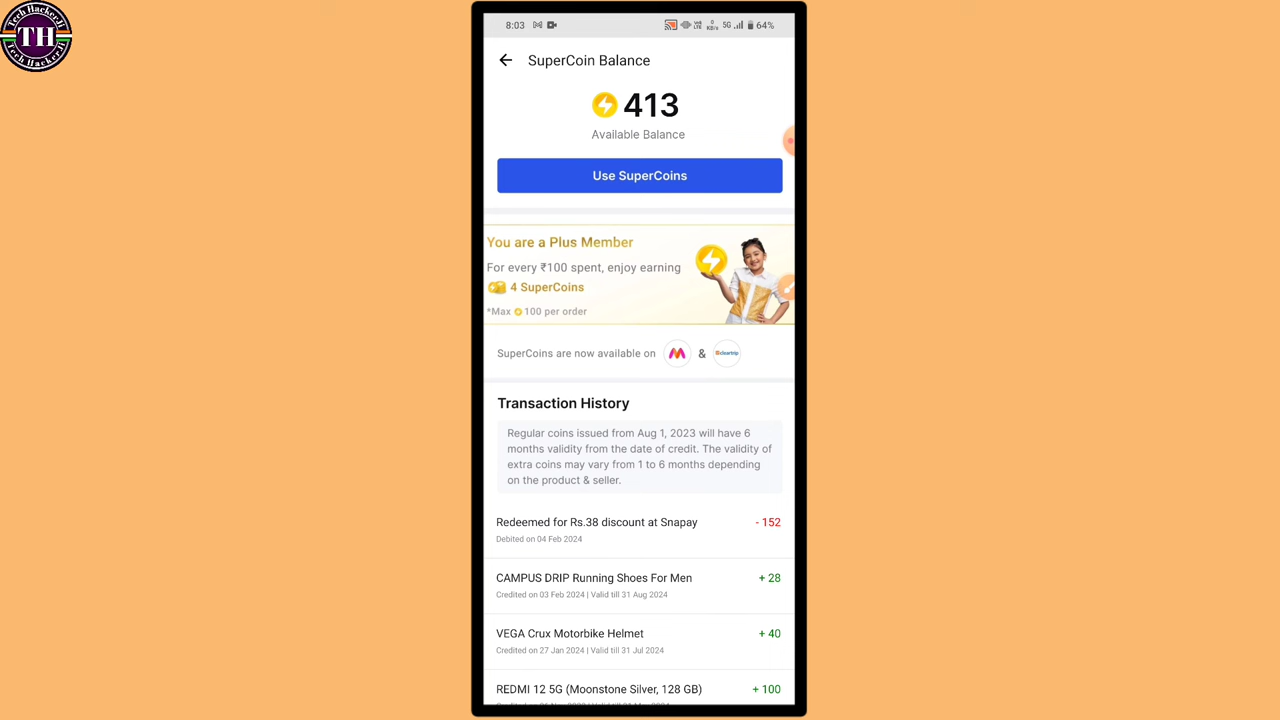 Tech HackerJi
TH
Tech HackerJi
8:03
5G 64%
SuperCoin Balance
413
Available Balance
Use SuperCoins
You are a Plus Member
For every ₹100 spent, enjoy earning
4 SuperCoins
*Max 100 per order
SuperCoins are now available on & cleartrip
Transaction History
Regular coins issued from Aug 1, 2023 will have 6
months validity from the date of credit. The validity of
extra coins may vary from 1 to 6 months depending
on the product & seller.
Redeemed for Rs.38 discount at Snapay - 152
Debited on 04 Feb 2024
CAMPUS DRIP Running Shoes For Men + 28
Credited on 03 Feb 2024 | Valid till 31 Aug 2024
VEGA Crux Motorbike Helmet + 40
Credited on 27 Jan 2024 | Valid till 31 Jul 2024
REDMI 12 5G (Moonstone Silver, 128 GB) + 100